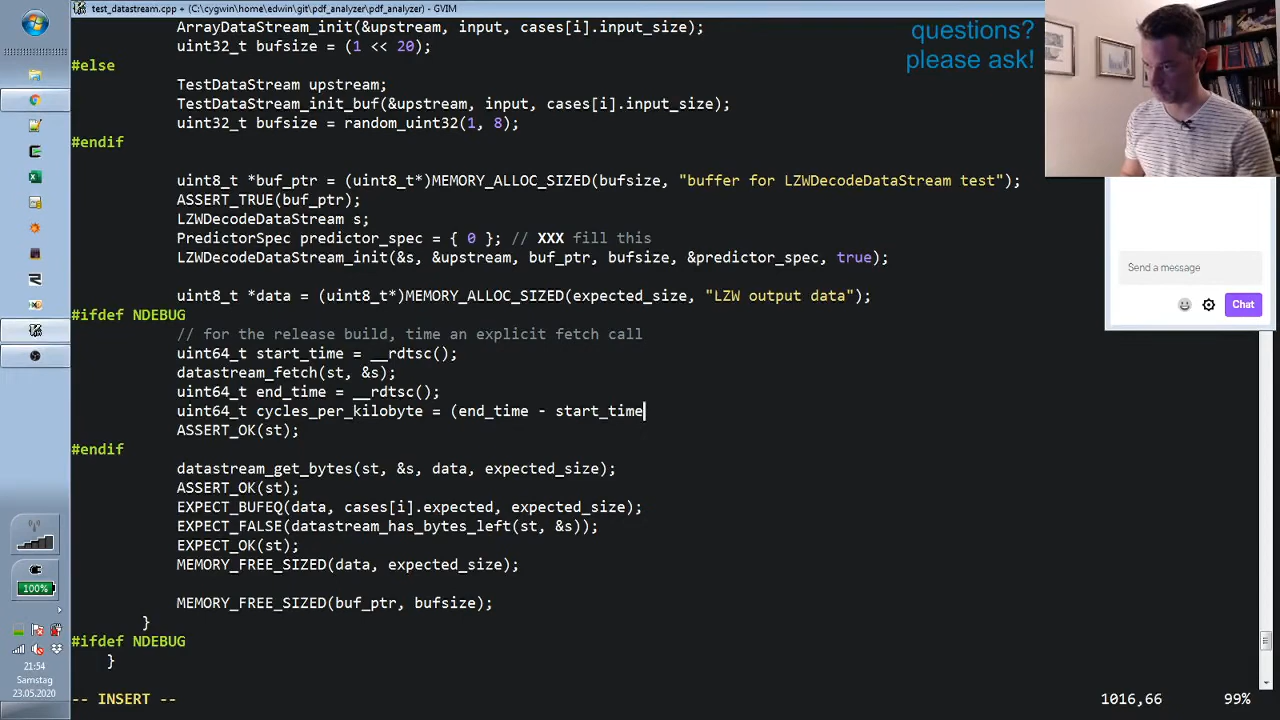 test_datastream.cpp + (C:\cygwin\home\edwin\git\pdf_analyzer\pdf_analyzer) - GVIM
ArrayDataStream_init(&upstream, input, cases[i].input_size);
uint32_t bufsize = (1 << 20);
#else
TestDataStream upstream;
TestDataStream_init_buf(&upstream, input, cases[i].input_size);
uint32_t bufsize = random_uint32(1, 8);
#endif
uint8_t *buf_ptr = (uint8_t*)MEMORY_ALLOC_SIZED(bufsize, "buffer for LZWDecodeDataStream test");
ASSERT_TRUE(buf_ptr);
LZWDecodeDataStream s;
PredictorSpec predictor_spec = { 0 }; // XXX fill this
LZWDecodeDataStream_init(&s, &upstream, buf_ptr, bufsize, &predictor_spec, true);
uint8_t *data = (uint8_t*)MEMORY_ALLOC_SIZED(expected_size, "LZW output data");
#ifdef NDEBUG
// for the release build, time an explicit fetch call
uint64_t start_time = __rdtsc();
datastream_fetch(st, &s);
uint64_t end_time = __rdtsc();
uint64_t cycles_per_kilobyte = (end_time - start_time
ASSERT_OK(st);
#endif
datastream_get_bytes(st, &s, data, expected_size);
ASSERT_OK(st);
EXPECT_BUFEQ(data, cases[i].expected, expected_size);
EXPECT_FALSE(datastream_has_bytes_left(st, &s));
EXPECT_OK(st);
MEMORY_FREE_SIZED(data, expected_size);
MEMORY_FREE_SIZED(buf_ptr, bufsize);
}
#ifdef NDEBUG
}
-- INSERT --
1016,66
99%
questions?
please ask!
Send a message
Chat
100%
21:54
Samstag
23.05.2020